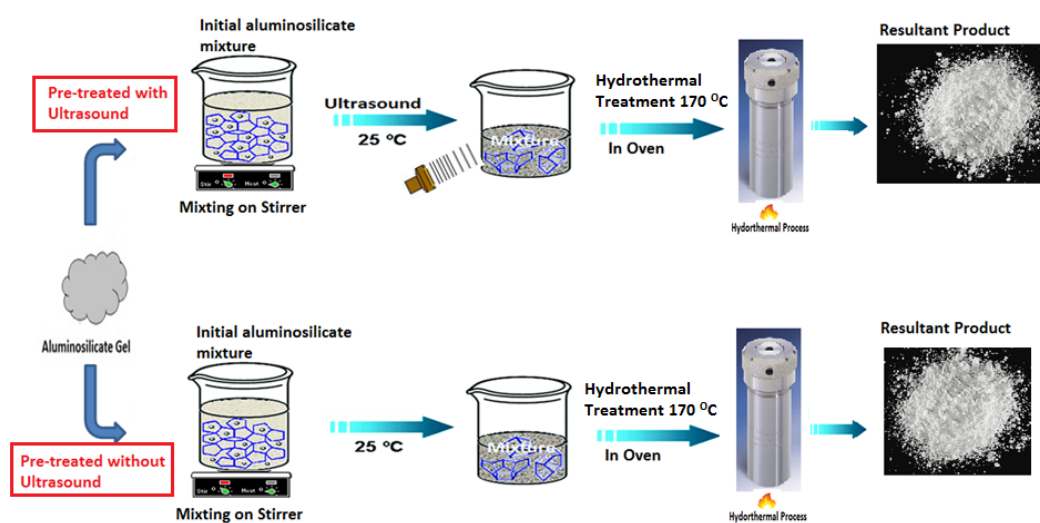 Initial aluminosilicate
mixture
Pre-treated with
Ultrasound
Ultrasound
25 °C
Mixture
Hydrothermal
Treatment 170 ᴼC
In Oven
Resultant Product
Mixting on Stirrer
Hydorthermal Process
Aluminosilicate Gel
Initial aluminosilicate
mixture
Pre-treated without
Ultrasound
25 °C
Mixture
Hydrothermal
Treatment 170 ᴼC
In Oven
Resultant Product
Mixting on Stirrer
Hydorthermal Process